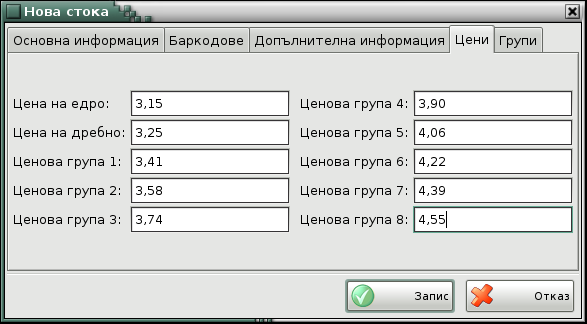 Нова стока
Основна информация Баркодове Допълнителна информация Цени Групи
Цена на едро: 3,15 Ценова група 4: 3,90
Цена на дребно: 3,25 Ценова група 5: 4,06
Ценова група 1: 3,41 Ценова група 6: 4,22
Ценова група 2: 3,58 Ценова група 7: 4,39
Ценова група 3: 3,74 Ценова група 8: 4,55
Запис Отказ